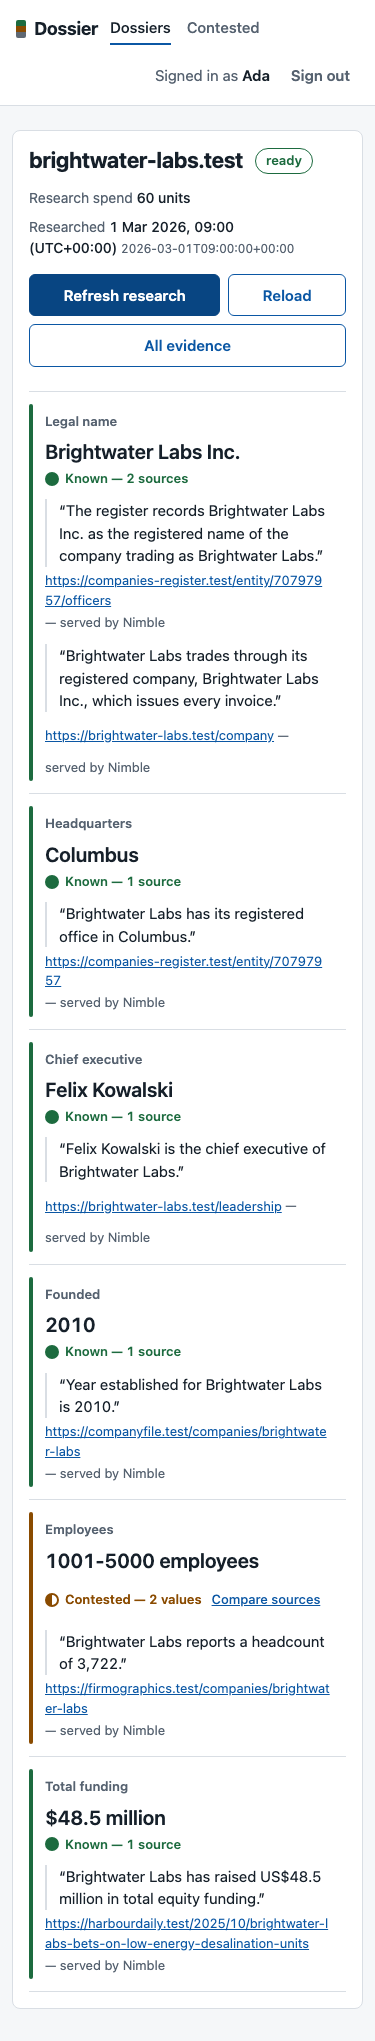 Dossier Dossiers Contested
Signed in as Ada Sign out
brightwater-labs.test ready
Research spend 60 units
Researched 1 Mar 2026, 09:00
(UTC+00:00) 2026-03-01T09:00:00+00:00
Refresh research Reload
All evidence
Legal name
Brightwater Labs Inc.
Known — 2 sources
“The register records Brightwater Labs
Inc. as the registered name of the
company trading as Brightwater Labs.”
https://companies-register.test/entity/707979
57/officers
— served by Nimble
“Brightwater Labs trades through its
registered company, Brightwater Labs
Inc., which issues every invoice.”
https://brightwater-labs.test/company —
served by Nimble
Headquarters
Columbus
Known — 1 source
“Brightwater Labs has its registered
office in Columbus.”
https://companies-register.test/entity/707979
57
— served by Nimble
Chief executive
Felix Kowalski
Known — 1 source
“Felix Kowalski is the chief executive of
Brightwater Labs.”
https://brightwater-labs.test/leadership —
served by Nimble
Founded
2010
Known — 1 source
“Year established for Brightwater Labs
is 2010.”
https://companyfile.test/companies/brightwate
r-labs
— served by Nimble
Employees
1001-5000 employees
Contested — 2 values Compare sources
“Brightwater Labs reports a headcount
of 3,722.”
https://firmographics.test/companies/brightwat
er-labs
— served by Nimble
Total funding
$48.5 million
Known — 1 source
“Brightwater Labs has raised US$48.5
million in total equity funding.”
https://harbourdaily.test/2025/10/brightwater-l
abs-bets-on-low-energy-desalination-units
— served by Nimble